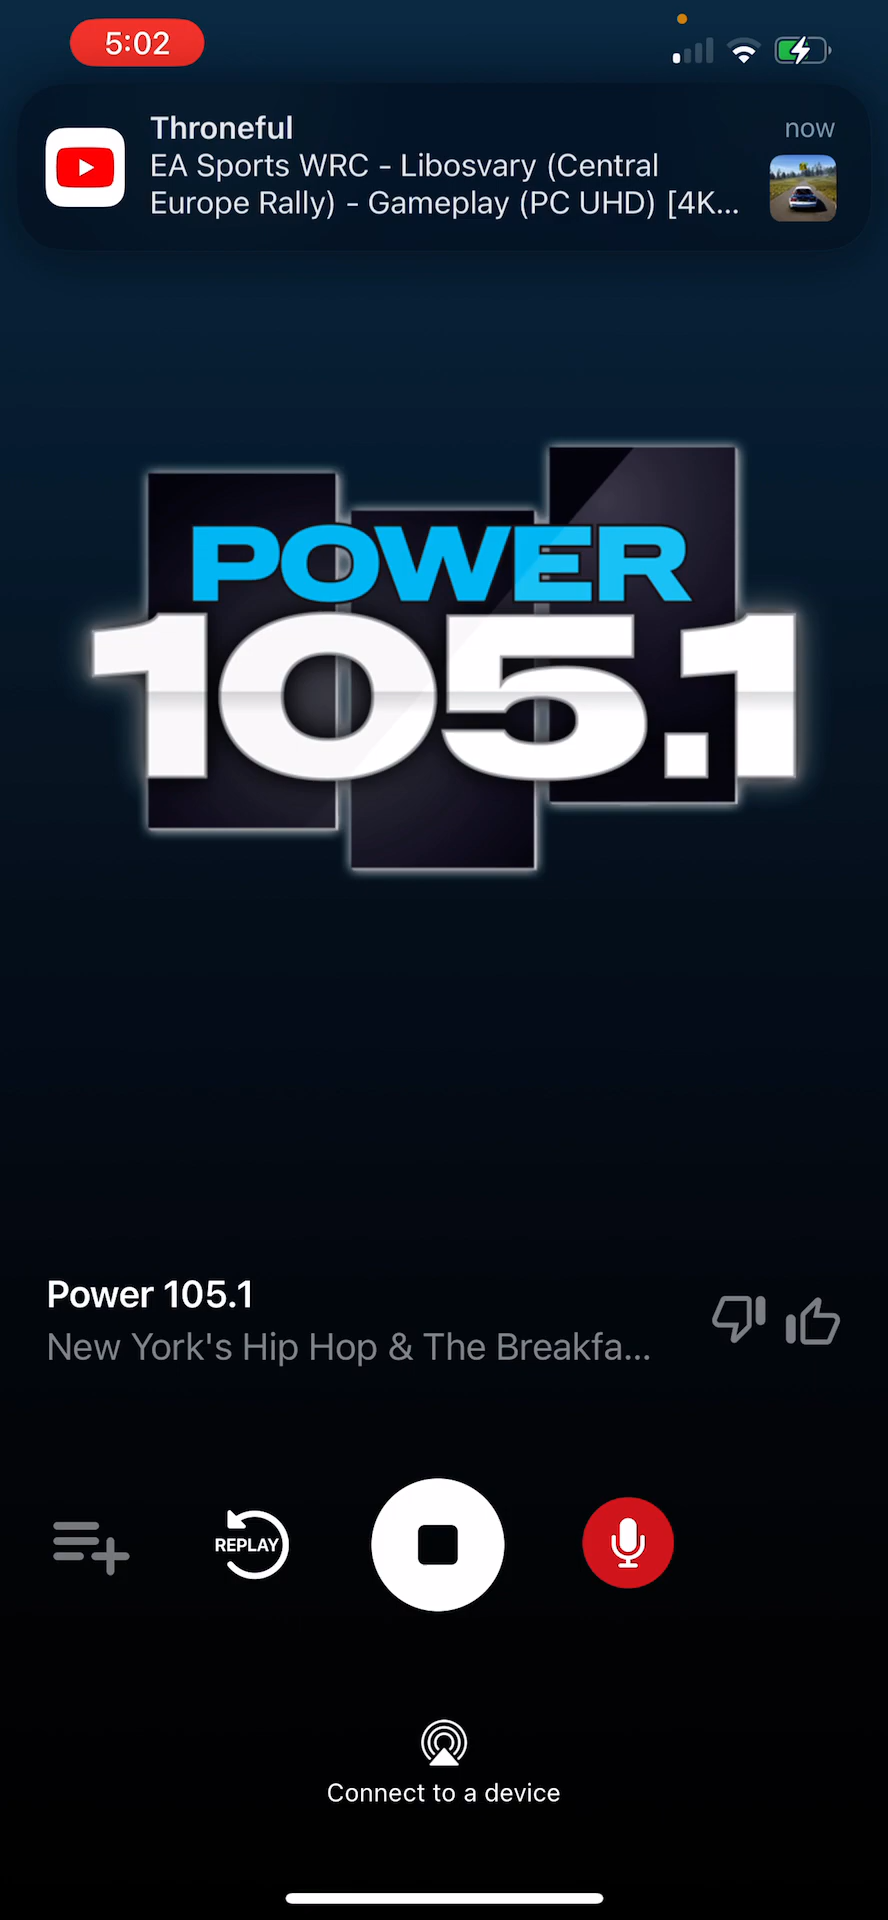 5:02
Throneful
now
EA Sports WRC - Libosvary (Central
Europe Rally) - Gameplay (PC UHD) [4K...
POWER
105.1
Power 105.1
New York's Hip Hop & The Breakfa...
REPLAY
Connect to a device